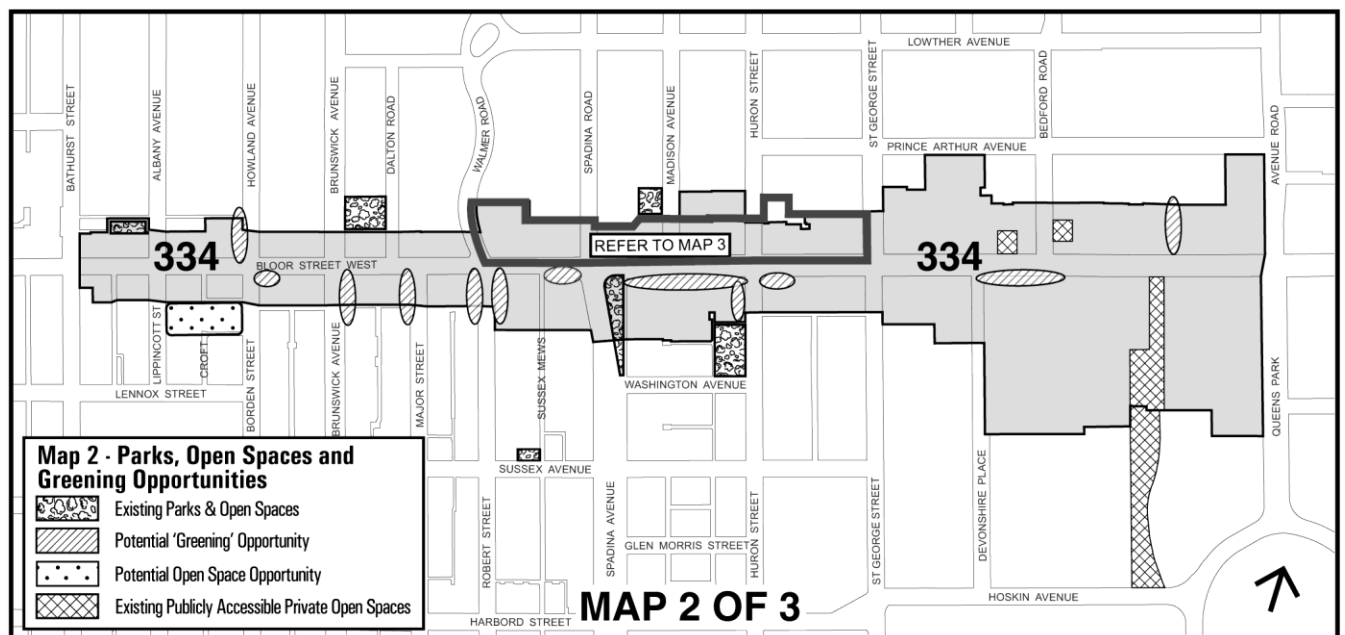 LOWTHER AVENUE
BATHURST STREET
ALBANY AVENUE
HOWLAND AVENUE
BRUNSWICK AVENUE
DALTON ROAD
WALMER ROAD
SPADINA ROAD
MADISON AVENUE
HURON STREET
ST GEORGE STREET
BEDFORD ROAD
AVENUE ROAD
PRINCE ARTHUR AVENUE
334
REFER TO MAP 3
334
BLOOR STREET WEST
LIPPINCOTT ST
CROFT
BORDEN STREET
BRUNSWICK AVENUE
MAJOR STREET
SUSSEX MEWS
WASHINGTON AVENUE
LENNOX STREET
QUEENS PARK
SUSSEX AVENUE
ROBERT STREET
SPADINA AVENUE
GLEN MORRIS STREET
HURON STREET
ST GEORGE STREET
DEVONSHIRE PLACE
HOSKIN AVENUE
HARBORD STREET
MAP 2 OF 3
Map 2 - Parks, Open Spaces and
Greening Opportunities
Existing Parks & Open Spaces
Potential ‘Greening’ Opportunity
Potential Open Space Opportunity
Existing Publicly Accessible Private Open Spaces